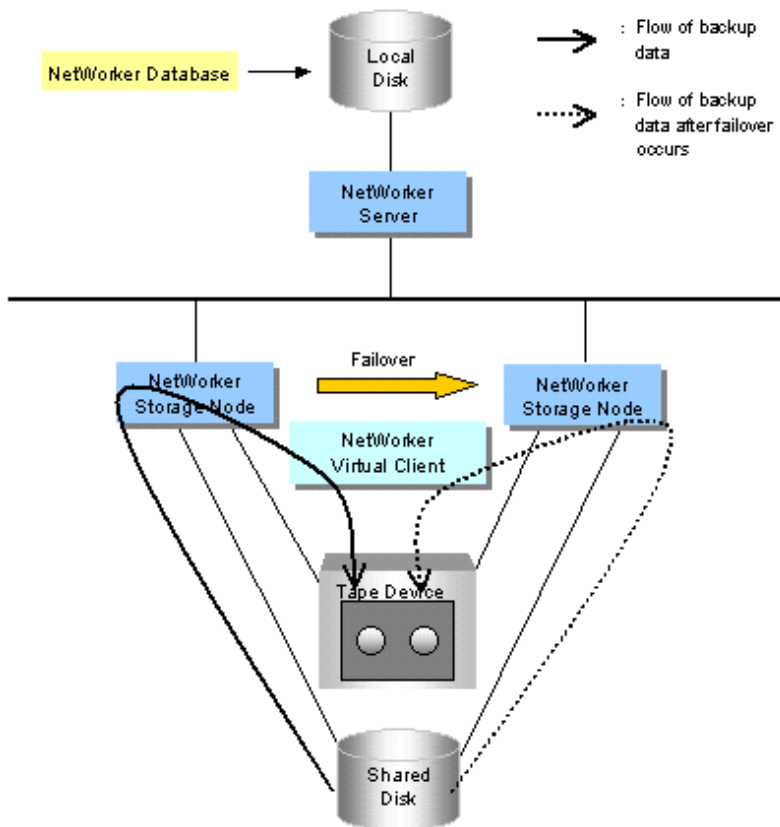 NetWorker Database
Local
Disk
: Flow of backup
data
: Flow of backup
data after failover
occurs
NetWorker
Server
NetWorker
Storage Node
Failover
NetWorker
Storage Node
NetWorker
Virtual Client
Tape Device
Shared
Disk